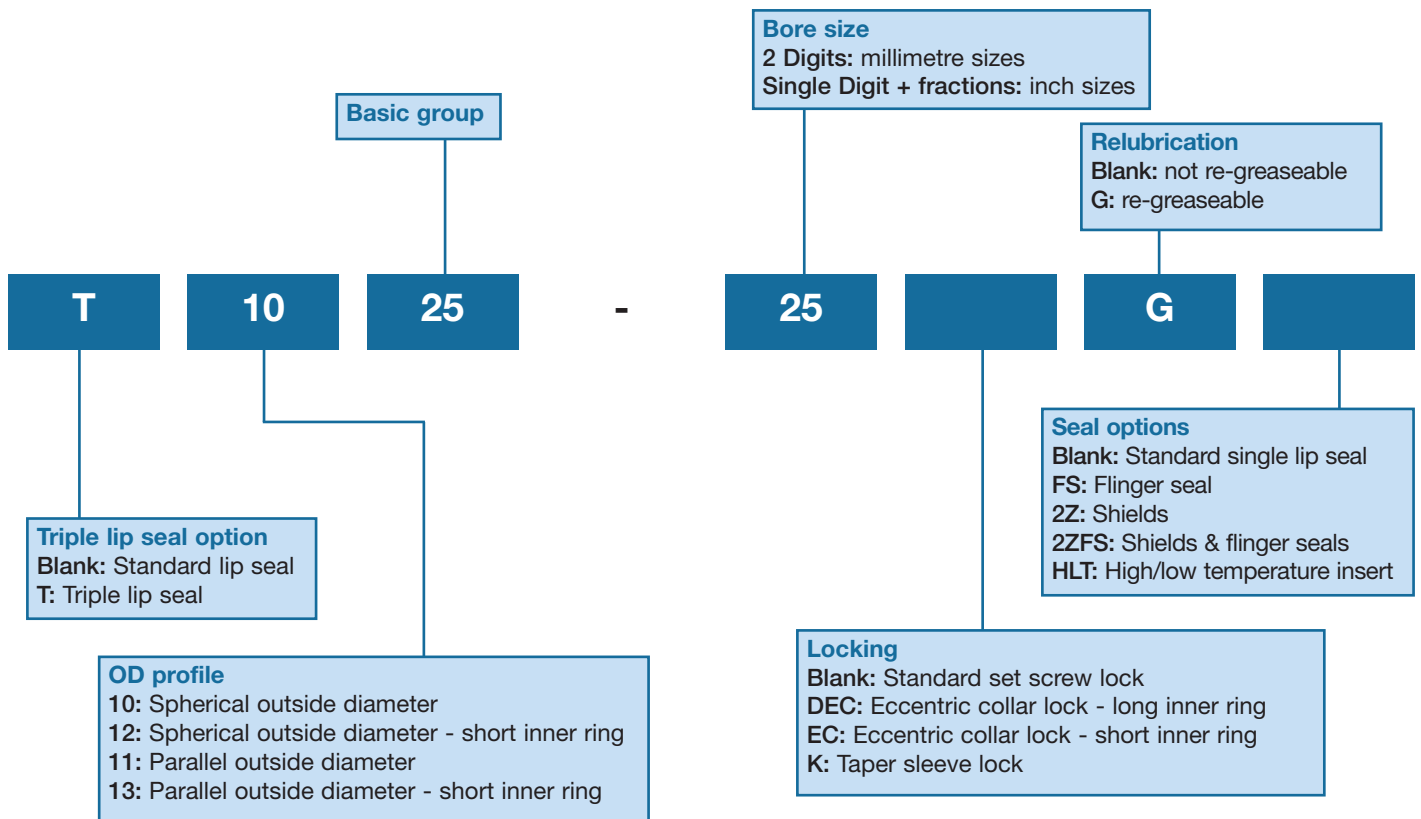 Bore size
2 Digits: millimetre sizes
Single Digit + fractions: inch sizes
Basic group
Relubrication
Blank: not re-greaseable
G: re-greaseable
T 10 25 - 25 G
Triple lip seal option
Blank: Standard lip seal
T: Triple lip seal
Seal options
Blank: Standard single lip seal
FS: Flinger seal
2Z: Shields
2ZFS: Shields & flinger seals
HLT: High/low temperature insert
OD profile
10: Spherical outside diameter
12: Spherical outside diameter - short inner ring
11: Parallel outside diameter
13: Parallel outside diameter - short inner ring
Locking
Blank: Standard set screw lock
DEC: Eccentric collar lock - long inner ring
EC: Eccentric collar lock - short inner ring
K: Taper sleeve lock